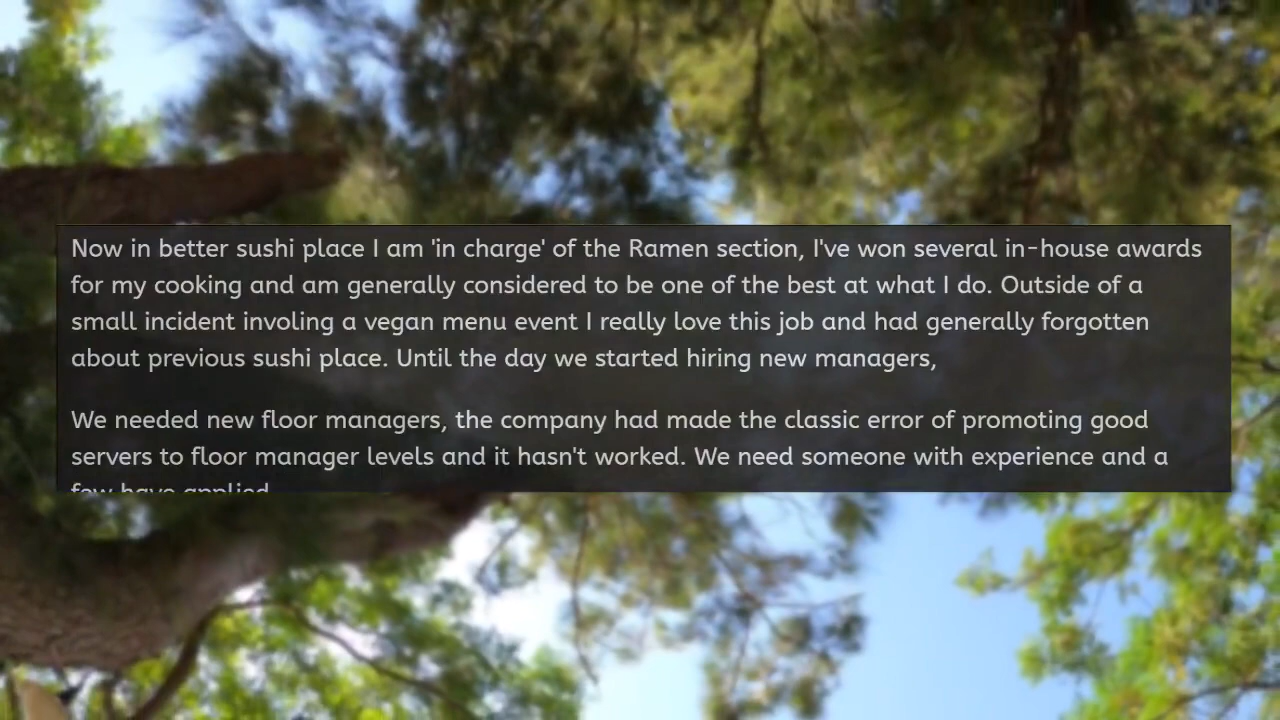 Now in better sushi place I am 'in charge' of the Ramen section, I've won several in-house awards
for my cooking and am generally considered to be one of the best at what I do. Outside of a
small incident involing a vegan menu event I really love this job and had generally forgotten
about previous sushi place. Until the day we started hiring new managers,
We needed new floor managers, the company had made the classic error of promoting good
servers to floor manager levels and it hasn't worked. We need someone with experience and a
few have applied